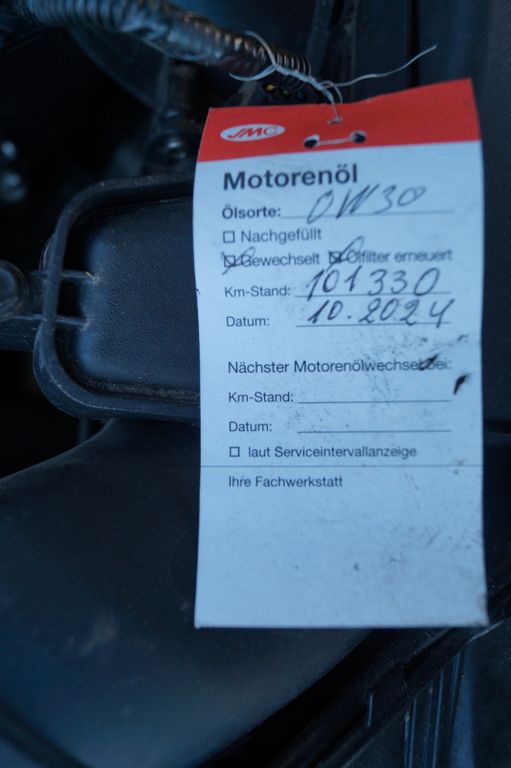 JMC
Motorenöl
Ölsorte: 0W30
☐ Nachgefüllt
☒ Gewechselt ☒ Ölfilter erneuert
Km-Stand: 101330
Datum: 10.2024
Nächster Motorenölwechsel bei:
Km-Stand:
Datum:
☐ laut Serviceintervallanzeige
Ihre Fachwerkstatt